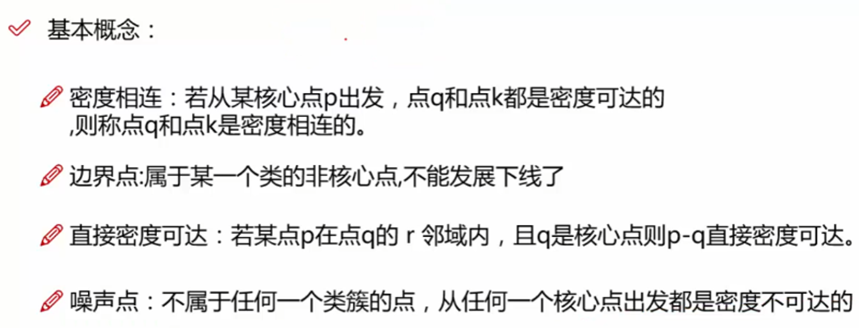 基本概念：
密度相连：若从某核心点p出发，点q和点k都是密度可达的
,则称点q和点k是密度相连的。
边界点:属于某一个类的非核心点,不能发展下线了
直接密度可达：若某点p在点q的 r 邻域内，且q是核心点则p-q直接密度可达。
噪声点：不属于任何一个类簇的点，从任何一个核心点出发都是密度不可达的